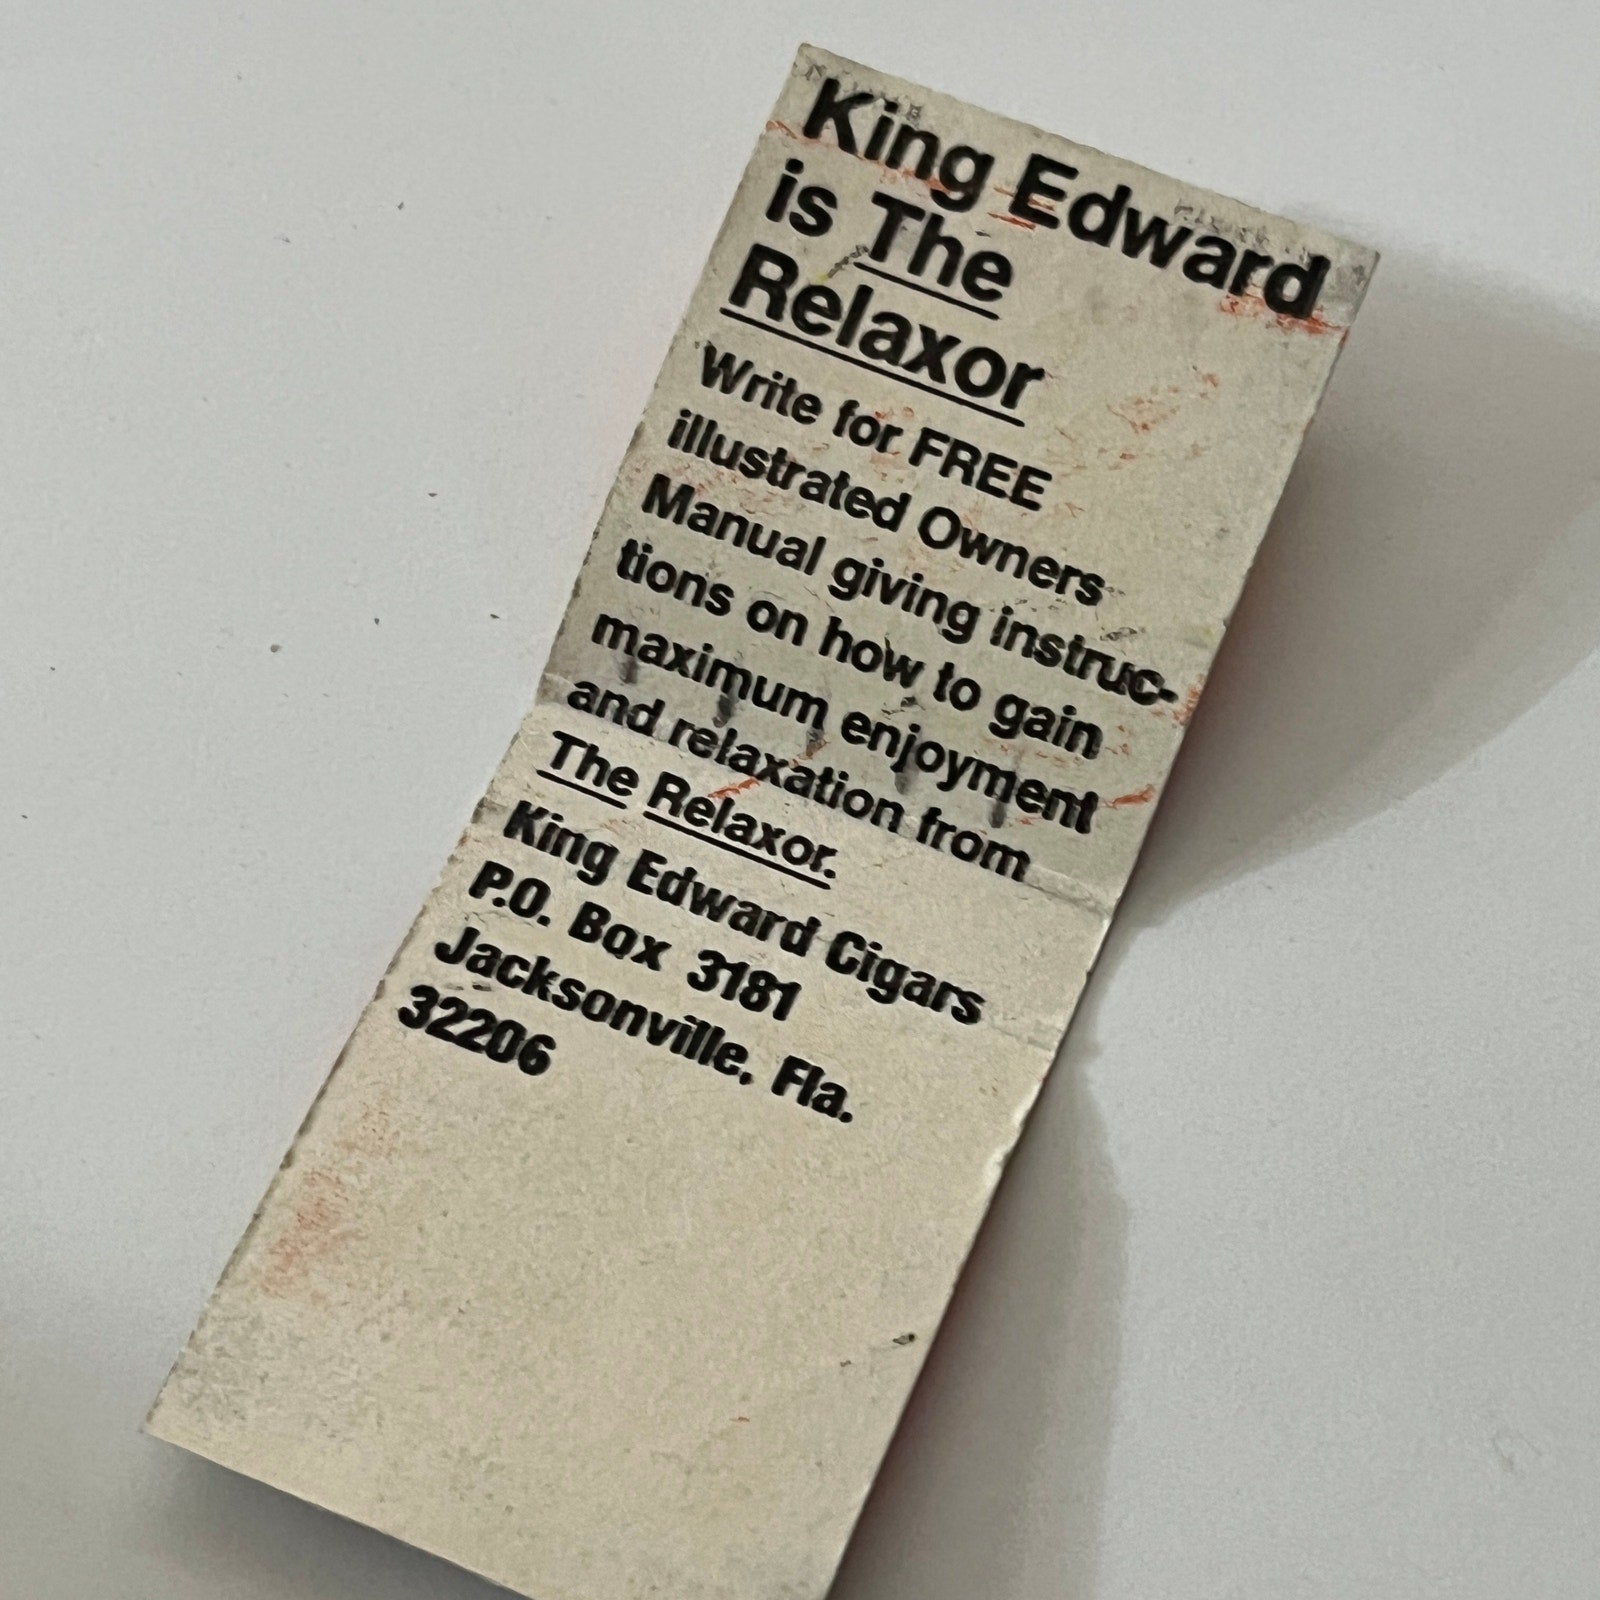 King Edward
is The
Relaxor
Write for FREE
illustrated Owners
Manual giving instruc-
tions on how to gain
maximum enjoyment
and relaxation from
The Relaxor.
King Edward Cigars
P.O. Box 3181
Jacksonville, Fla.
32206